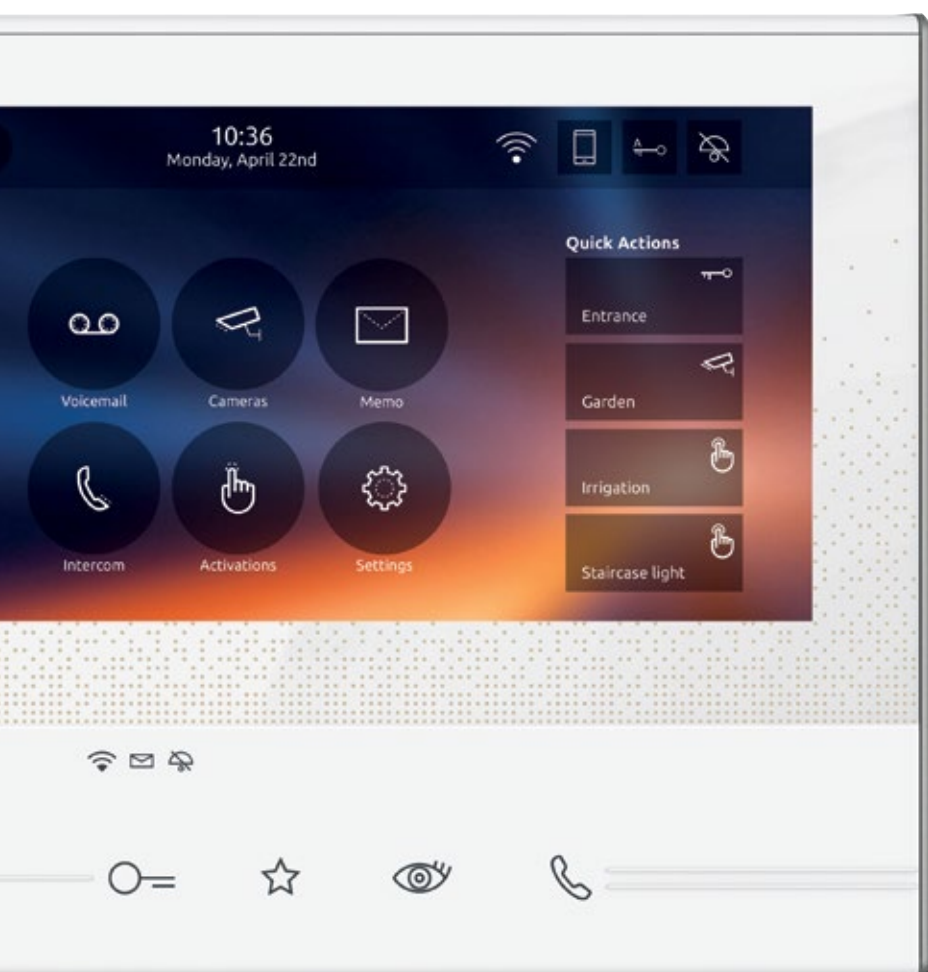 10:36
Monday, April 22nd
A
Quick Actions
Entrance
Voicemail
Cameras
Memo
Garden
Irrigation
Intercom
Activations
Settings
Staircase light